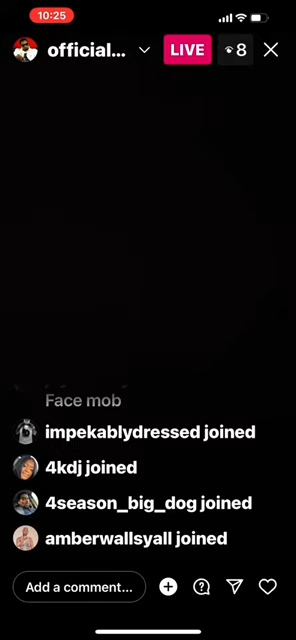 10:25
official...
LIVE
8
Face mob
impekablydressed joined
4kdj joined
4season_big_dog joined
amberwallsyall joined
Add a comment...